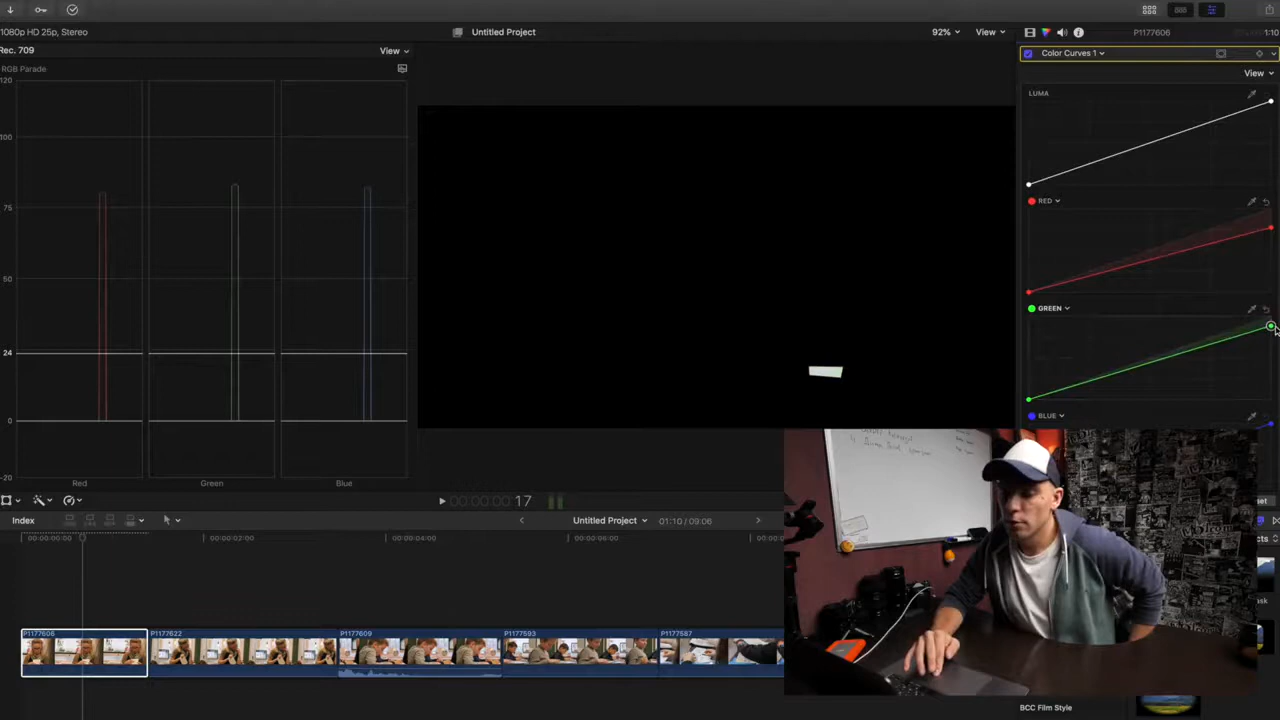 1080p HD 25p, Stereo
Untitled Project
92%
View
P1177606
1:10
Rec. 709
View
Color Curves 1
RGB Parade
View
120
LUMA
100
RED
75
50
GREEN
24
0
BLUE
-20
Red
Green
Blue
00:00:00:00 17
Index
Untitled Project
01:10 / 09:06
00:00:00:00
00:00:02:00
00:00:04:00
00:00:06:00
P1177606
P1177622
P1177609
P1177593
P1177687
BCC Film Style